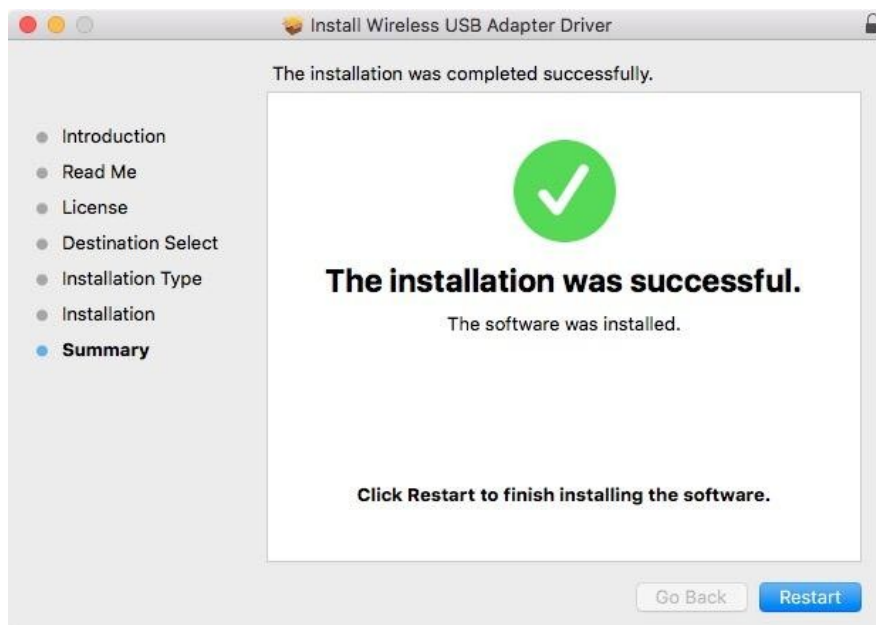 Install Wireless USB Adapter Driver
The installation was completed successfully.
Introduction
Read Me
License
Destination Select
Installation Type
Installation
Summary
The installation was successful.
The software was installed.
Click Restart to finish installing the software.
Go Back
Restart